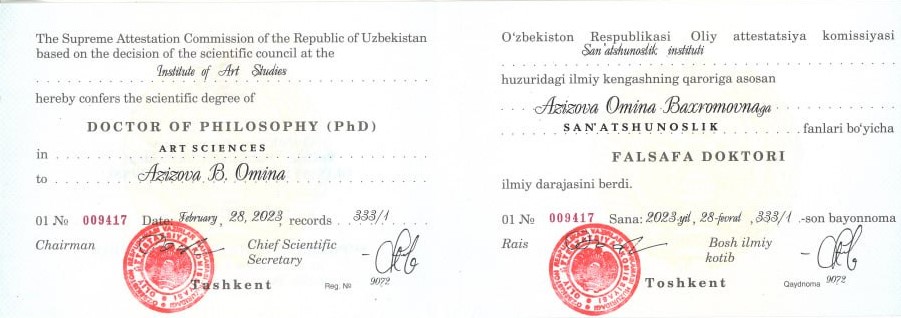 The Supreme Attestation Commission of the Republic of Uzbekistan
based on the decision of the scientific council at the
Institute of Art Studies
hereby confers the scientific degree of
DOCTOR OF PHILOSOPHY (PhD)
in ART SCIENCES
to Azizova B. Omina
01 № 009417 Date: February, 28, 2023, records 333/1
Chairman
Chief Scientific
Secretary
Tashkent
Reg. № 9072
O‘zbekiston Respublikasi Oliy attestatsiya komissiyasi
San’atshunoslik instituti
huzuridagi ilmiy kengashning qaroriga asosan
Azizova Omina Baxromovnaga
SAN’ATSHUNOSLIK fanlari bo‘yicha
FALSAFA DOKTORI
ilmiy darajasini berdi.
01 № 009417 Sana: 2023-yil, 28-fevral, 333/1 -son bayonnoma
Rais
Bosh ilmiy
kotib
Toshkent
Qaydnoma 9072